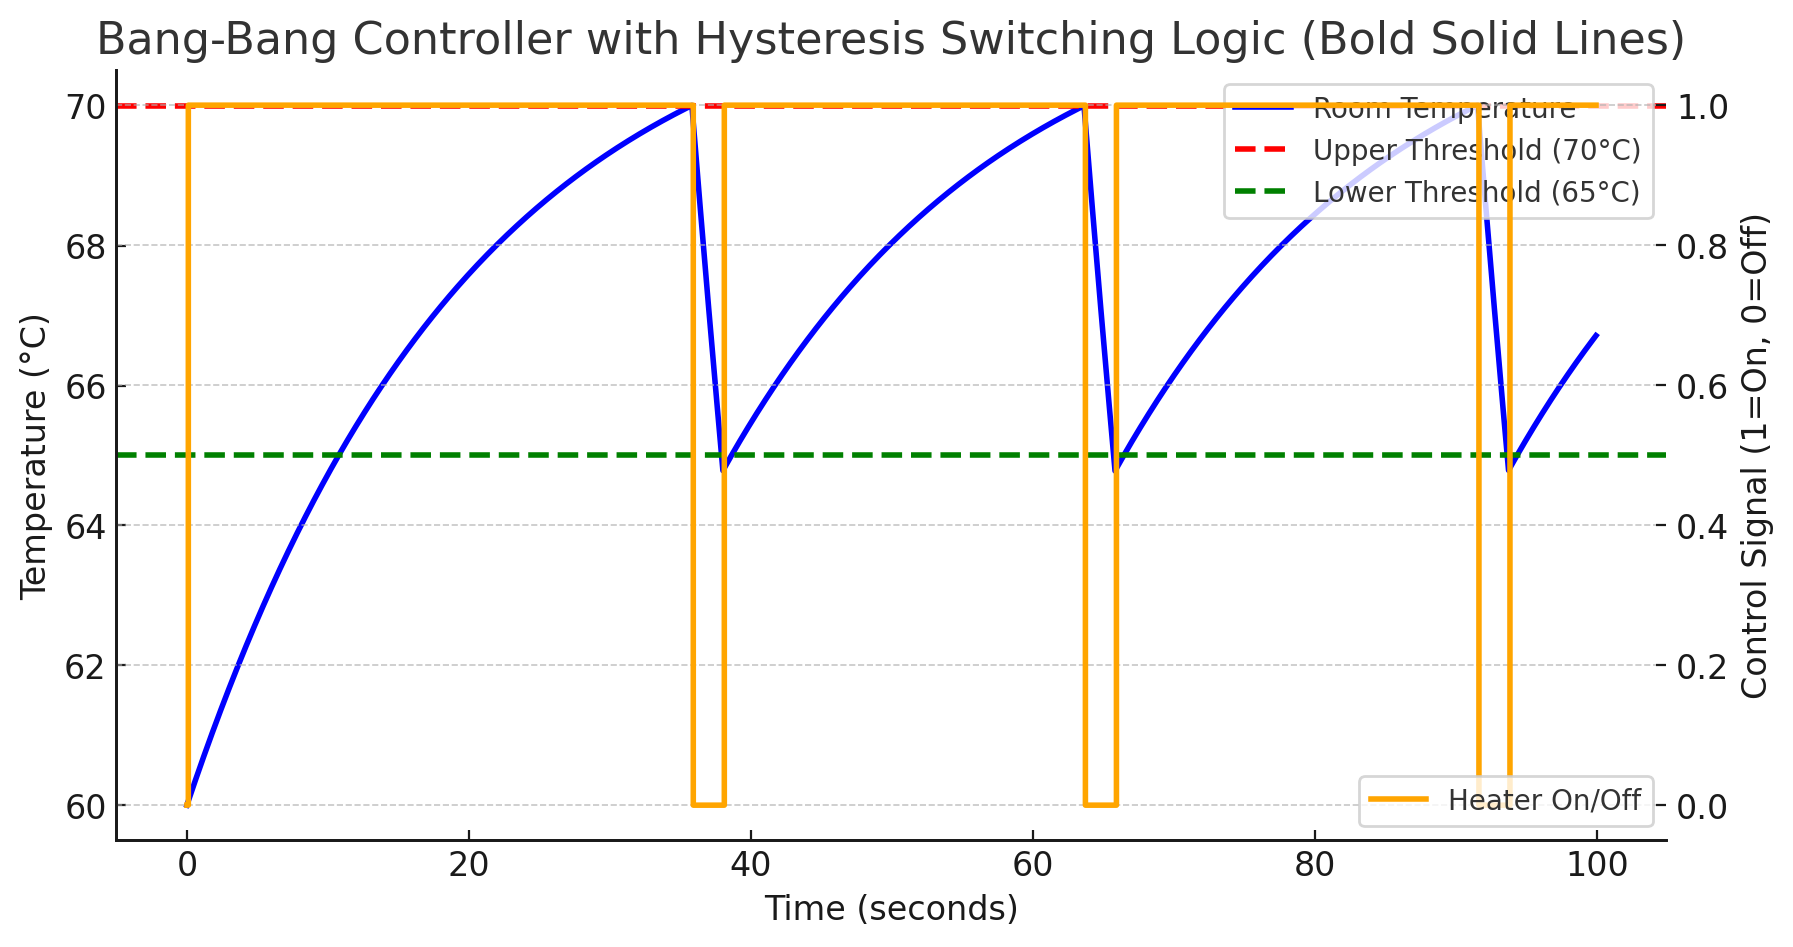 Bang-Bang Controller with Hysteresis Switching Logic (Bold Solid Lines)
Temperature (°C)
70
68
66
64
62
60
Room Temperature
Upper Threshold (70°C)
Lower Threshold (65°C)
Heater On/Off
1.0
0.8
0.6
0.4
0.2
0.0
Control Signal (1=On, 0=Off)
0 20 40 60 80 100
Time (seconds)